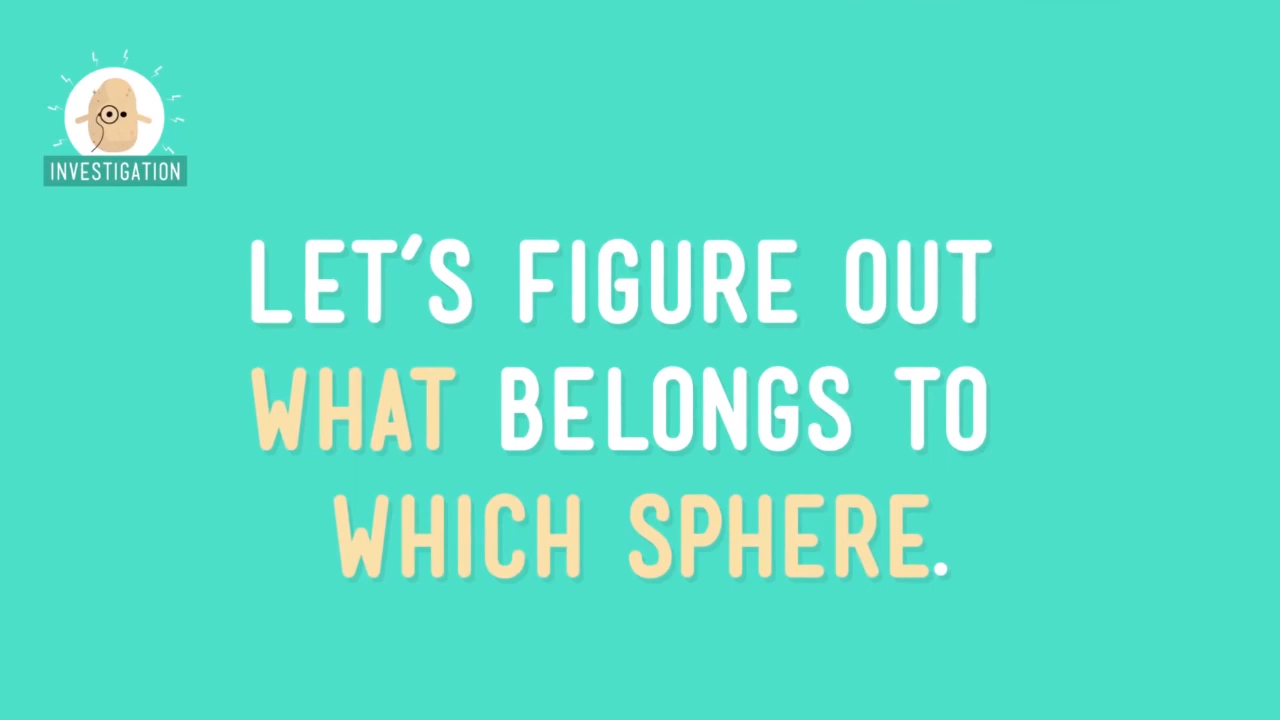 INVESTIGATION
LET'S FIGURE OUT
WHAT BELONGS TO
WHICH SPHERE.